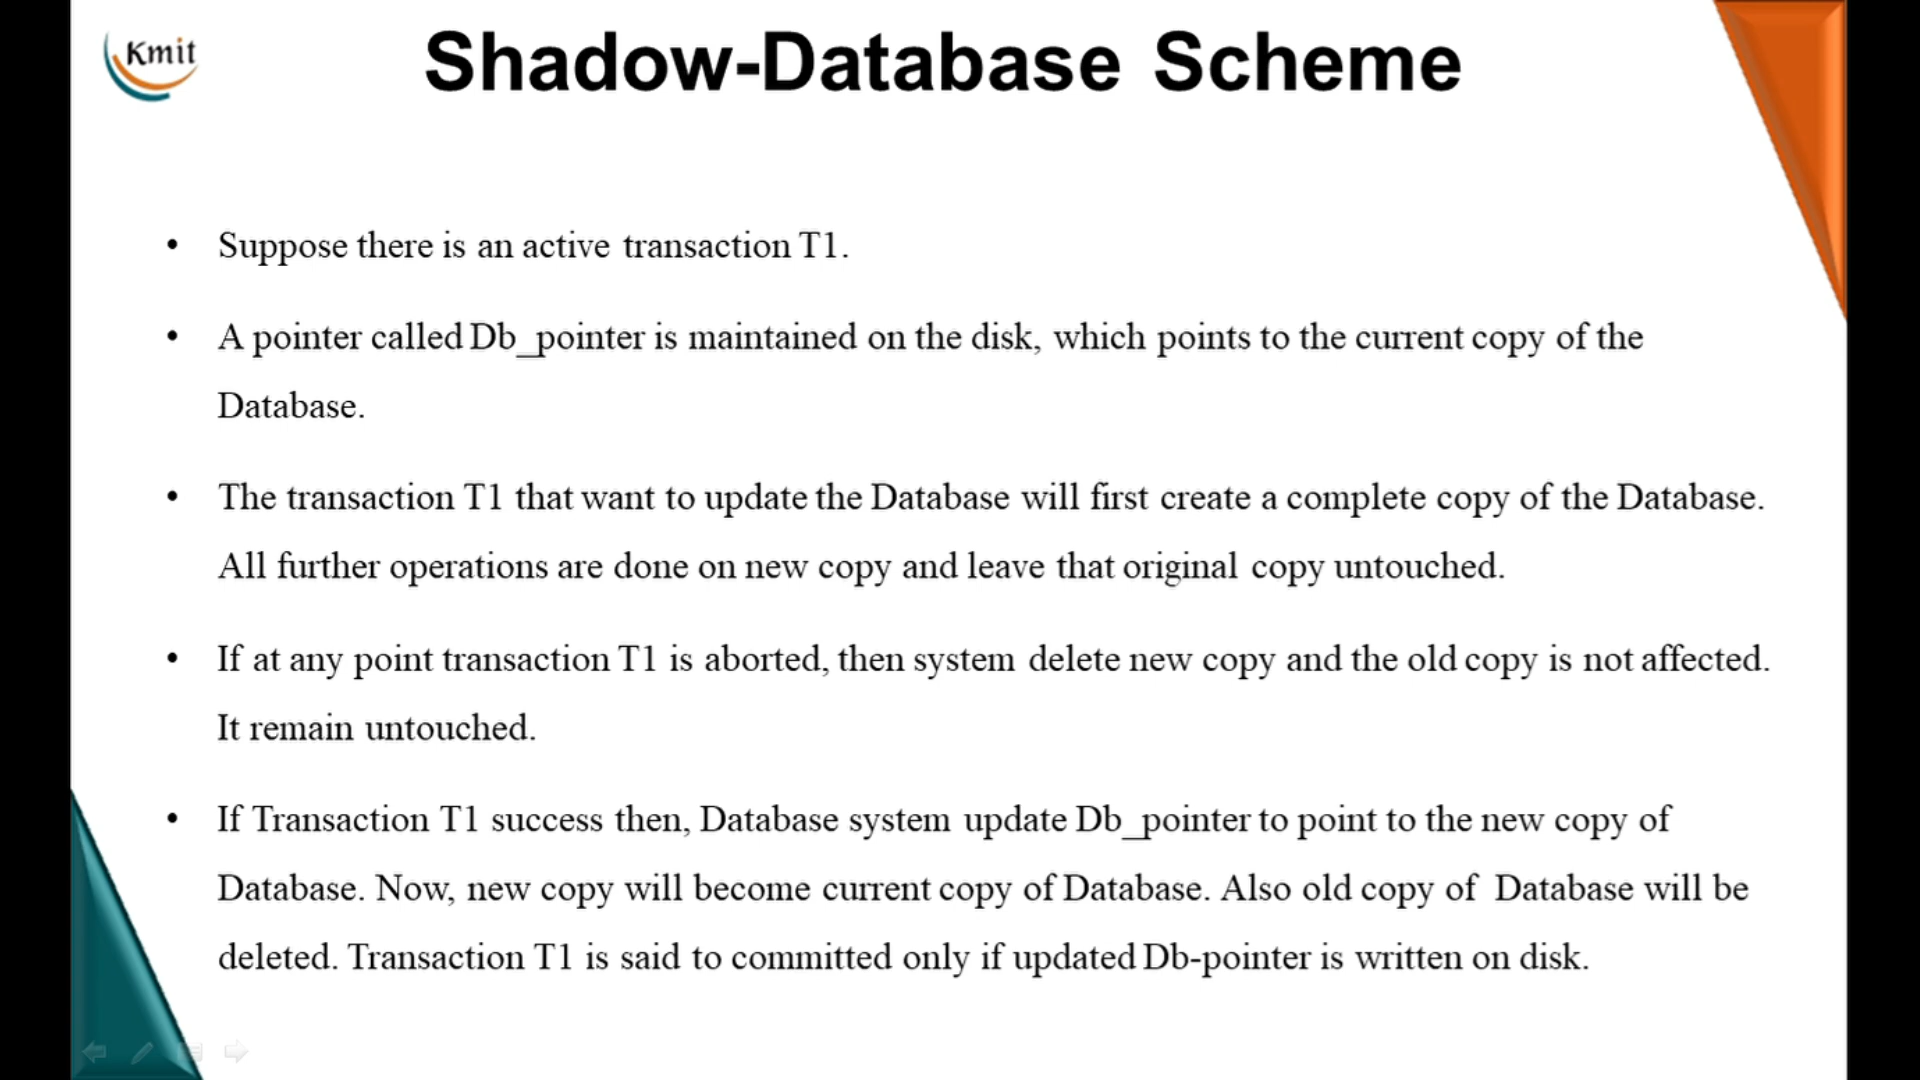 Kmit
Shadow-Database Scheme
• Suppose there is an active transaction T1.
• A pointer called Db_pointer is maintained on the disk, which points to the current copy of the
Database.
• The transaction T1 that want to update the Database will first create a complete copy of the Database.
All further operations are done on new copy and leave that original copy untouched.
• If at any point transaction T1 is aborted, then system delete new copy and the old copy is not affected.
It remain untouched.
• If Transaction T1 success then, Database system update Db_pointer to point to the new copy of
Database. Now, new copy will become current copy of Database. Also old copy of Database will be
deleted. Transaction T1 is said to committed only if updated Db-pointer is written on disk.